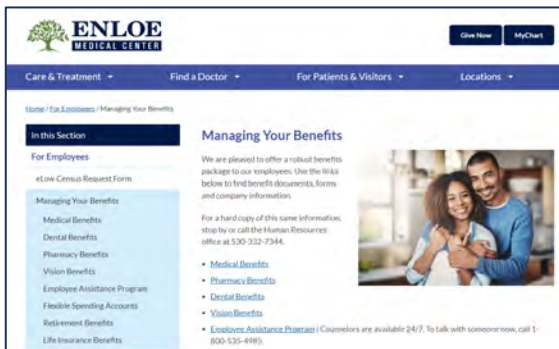 ENLOE
MEDICAL CENTER
Give Now
MyChart
Care & Treatment
Find a Doctor
For Patients & Visitors
Locations
Home / For Employees / Managing Your Benefits
In this Section
For Employees
eLow Census Request Form
Managing Your Benefits
Medical Benefits
Dental Benefits
Pharmacy Benefits
Vision Benefits
Employee Assistance Program
Flexible Spending Accounts
Retirement Benefits
Life Insurance Benefits
Managing Your Benefits
We are pleased to offer a robust benefits
package to our employees. Use the links
below to find benefit documents, forms
and company information.
For a hard copy of this same information,
stop by or call the Human Resources
office at 530-332-7344.
• Medical Benefits
• Pharmacy Benefits
• Dental Benefits
• Vision Benefits
• Employee Assistance Program | Counselors are available 24/7. To talk with someone now, call 1-
800-535-4985.